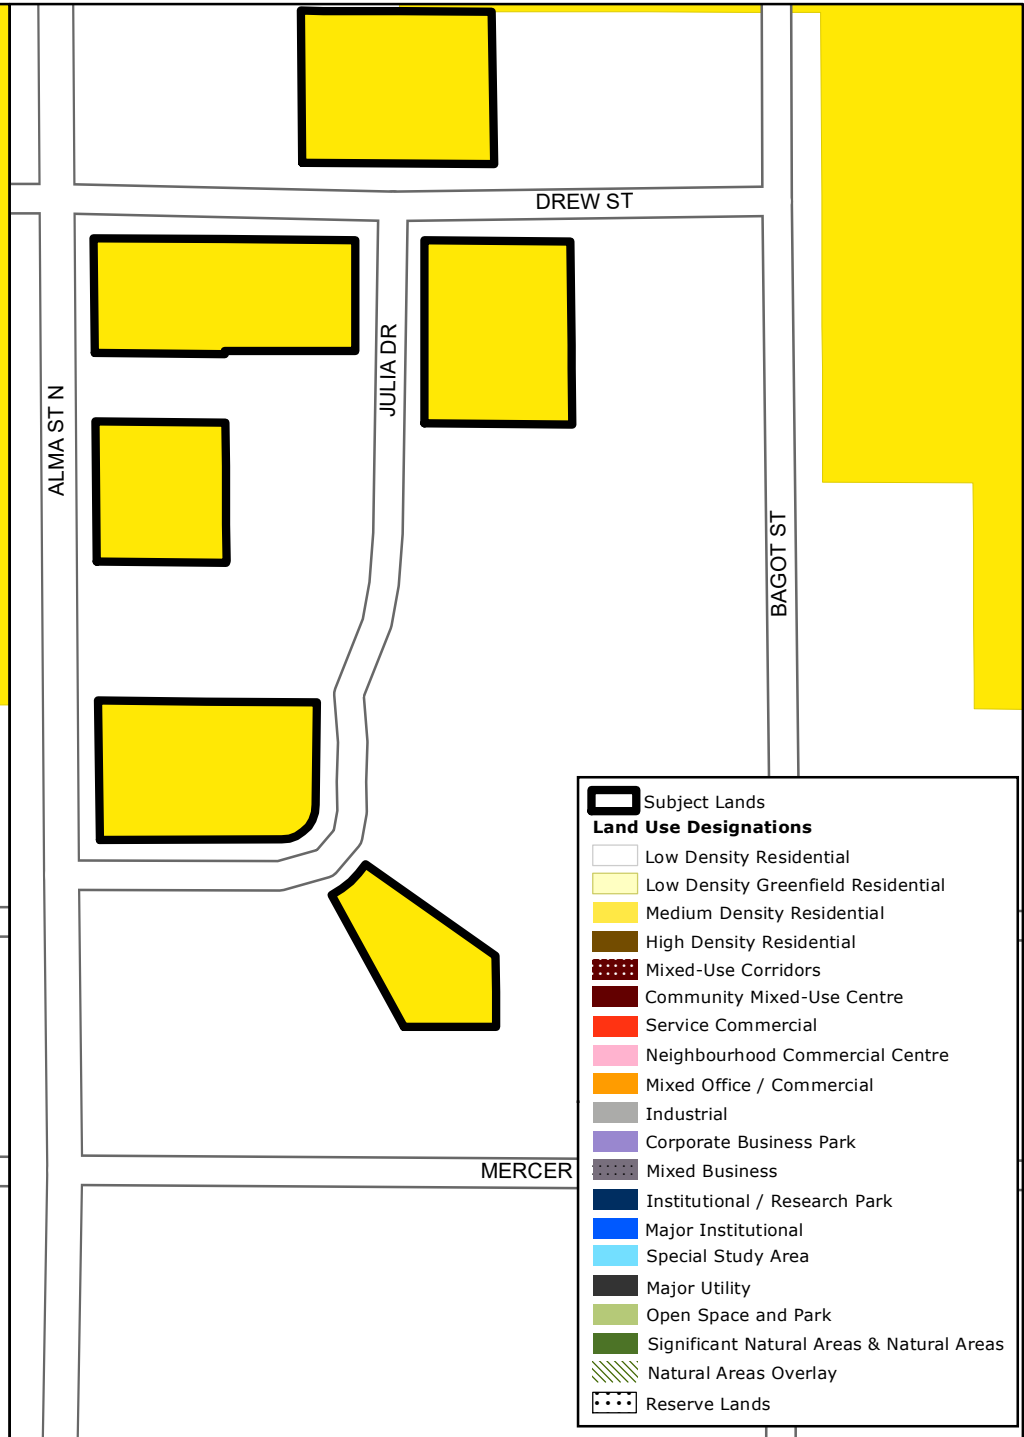 DREW ST
JULIA DR
ALMA ST N
BAGOT ST
MERCER
Subject Lands
Land Use Designations
Low Density Residential
Low Density Greenfield Residential
Medium Density Residential
High Density Residential
Mixed-Use Corridors
Community Mixed-Use Centre
Service Commercial
Neighbourhood Commercial Centre
Mixed Office / Commercial
Industrial
Corporate Business Park
Mixed Business
Institutional / Research Park
Major Institutional
Special Study Area
Major Utility
Open Space and Park
Significant Natural Areas & Natural Areas
Natural Areas Overlay
Reserve Lands